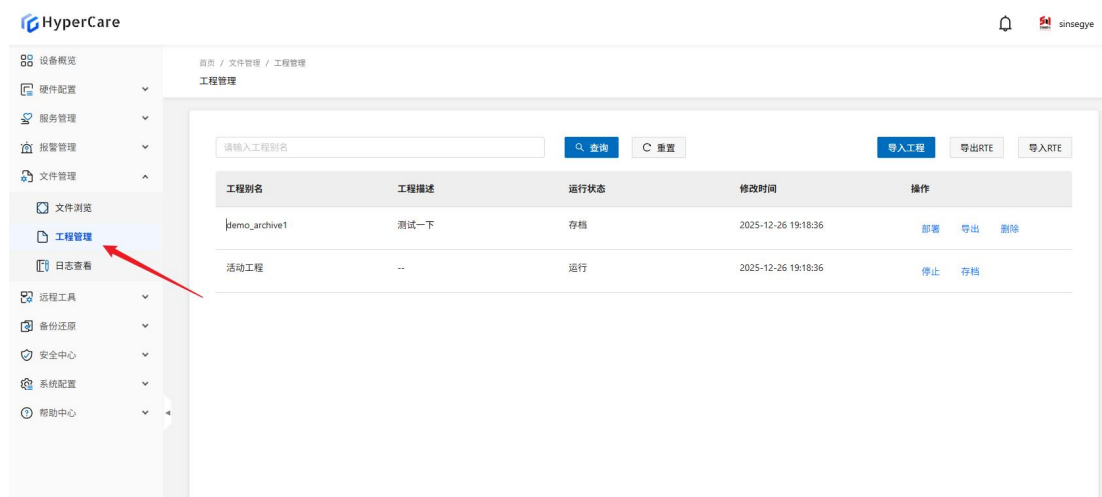 HyperCare
sinsegye
设备概览
硬件配置
服务管理
报警管理
文件管理
文件浏览
工程管理
日志查看
远程工具
备份还原
安全中心
系统配置
帮助中心
首页 / 文件管理 / 工程管理
工程管理
请输入工程别名 查询 重置 导入工程 导出RTE 导入RTE
工程别名 工程描述 运行状态 修改时间 操作
demo_archive1 测试一下 存档 2025-12-26 19:18:36 部署 导出 删除
活动工程 -- 运行 2025-12-26 19:18:36 停止 存档